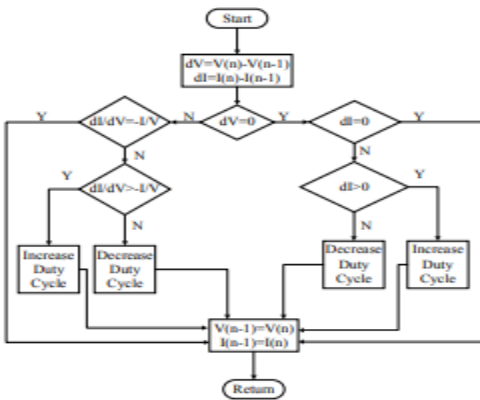 Start
dV=V(n)-V(n-1)
dI=I(n)-I(n-1)
Y
dI/dV=-I/V
N
dV=0
Y
dI=0
Y
N
N
Y
dI/dV>-I/V
dI>0
Y
N
N
Increase
Duty
Cycle
Decrease
Duty
Cycle
Decrease
Duty
Cycle
Increase
Duty
Cycle
V(n-1)=V(n)
I(n-1)=I(n)
Return